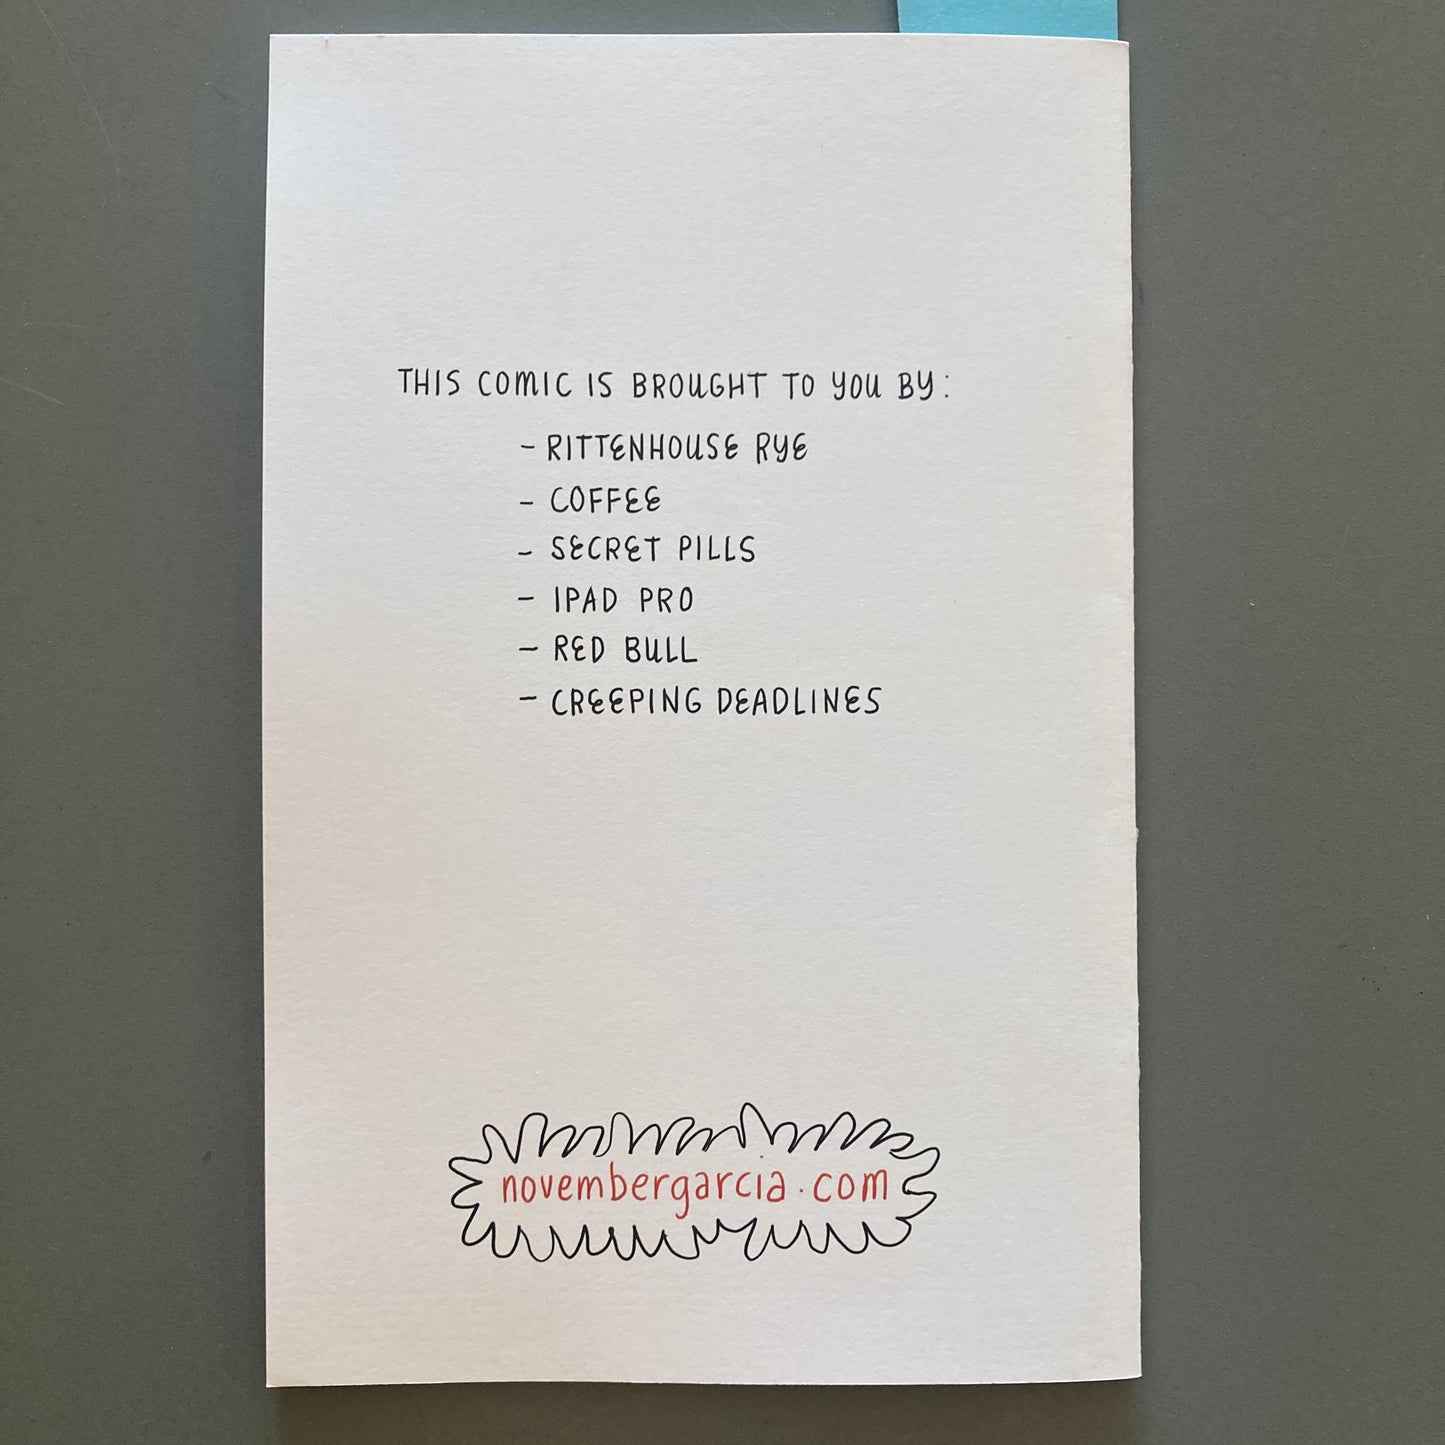 THIS COMIC IS BROUGHT TO YOU BY:
- RITTENHOUSE RYE
- COFFEE
- SECRET PILLS
- IPAD PRO
- RED BULL
- CREEPING DEADLINES
novembergarcia.com